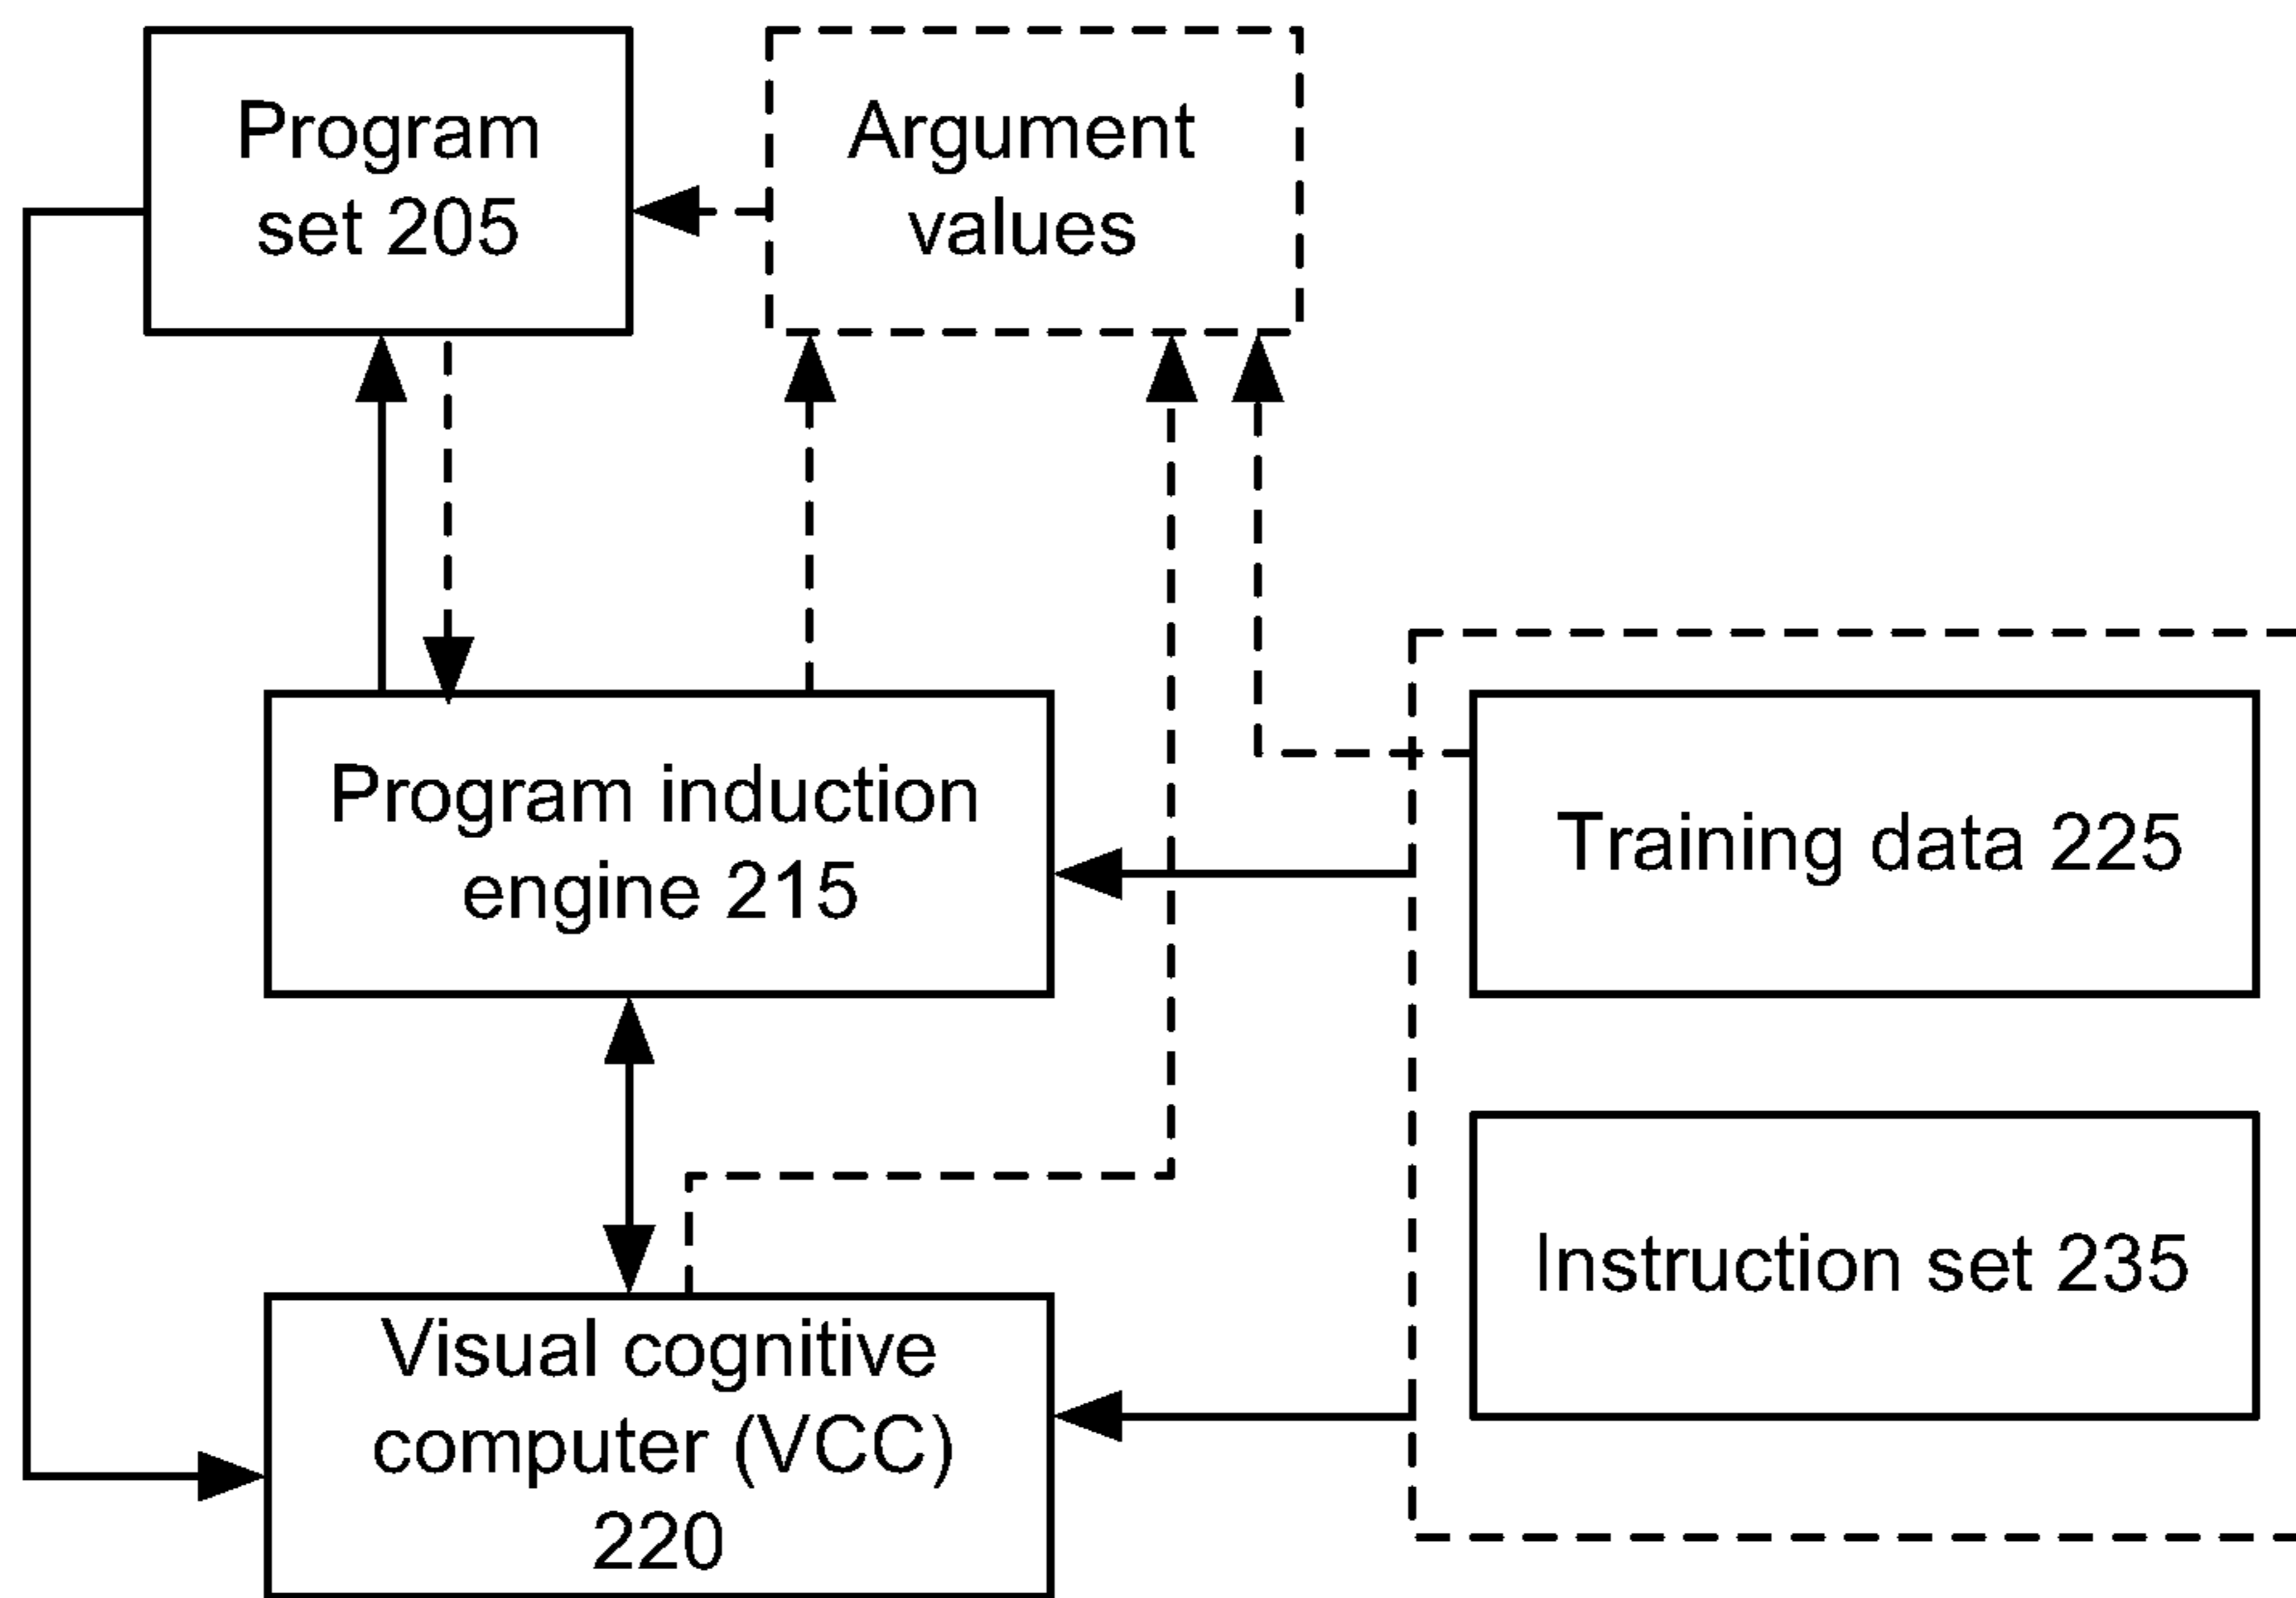 Program
set 205
Argument
values
Program induction
engine 215
Training data 225
Instruction set 235
Visual cognitive
computer (VCC)
220